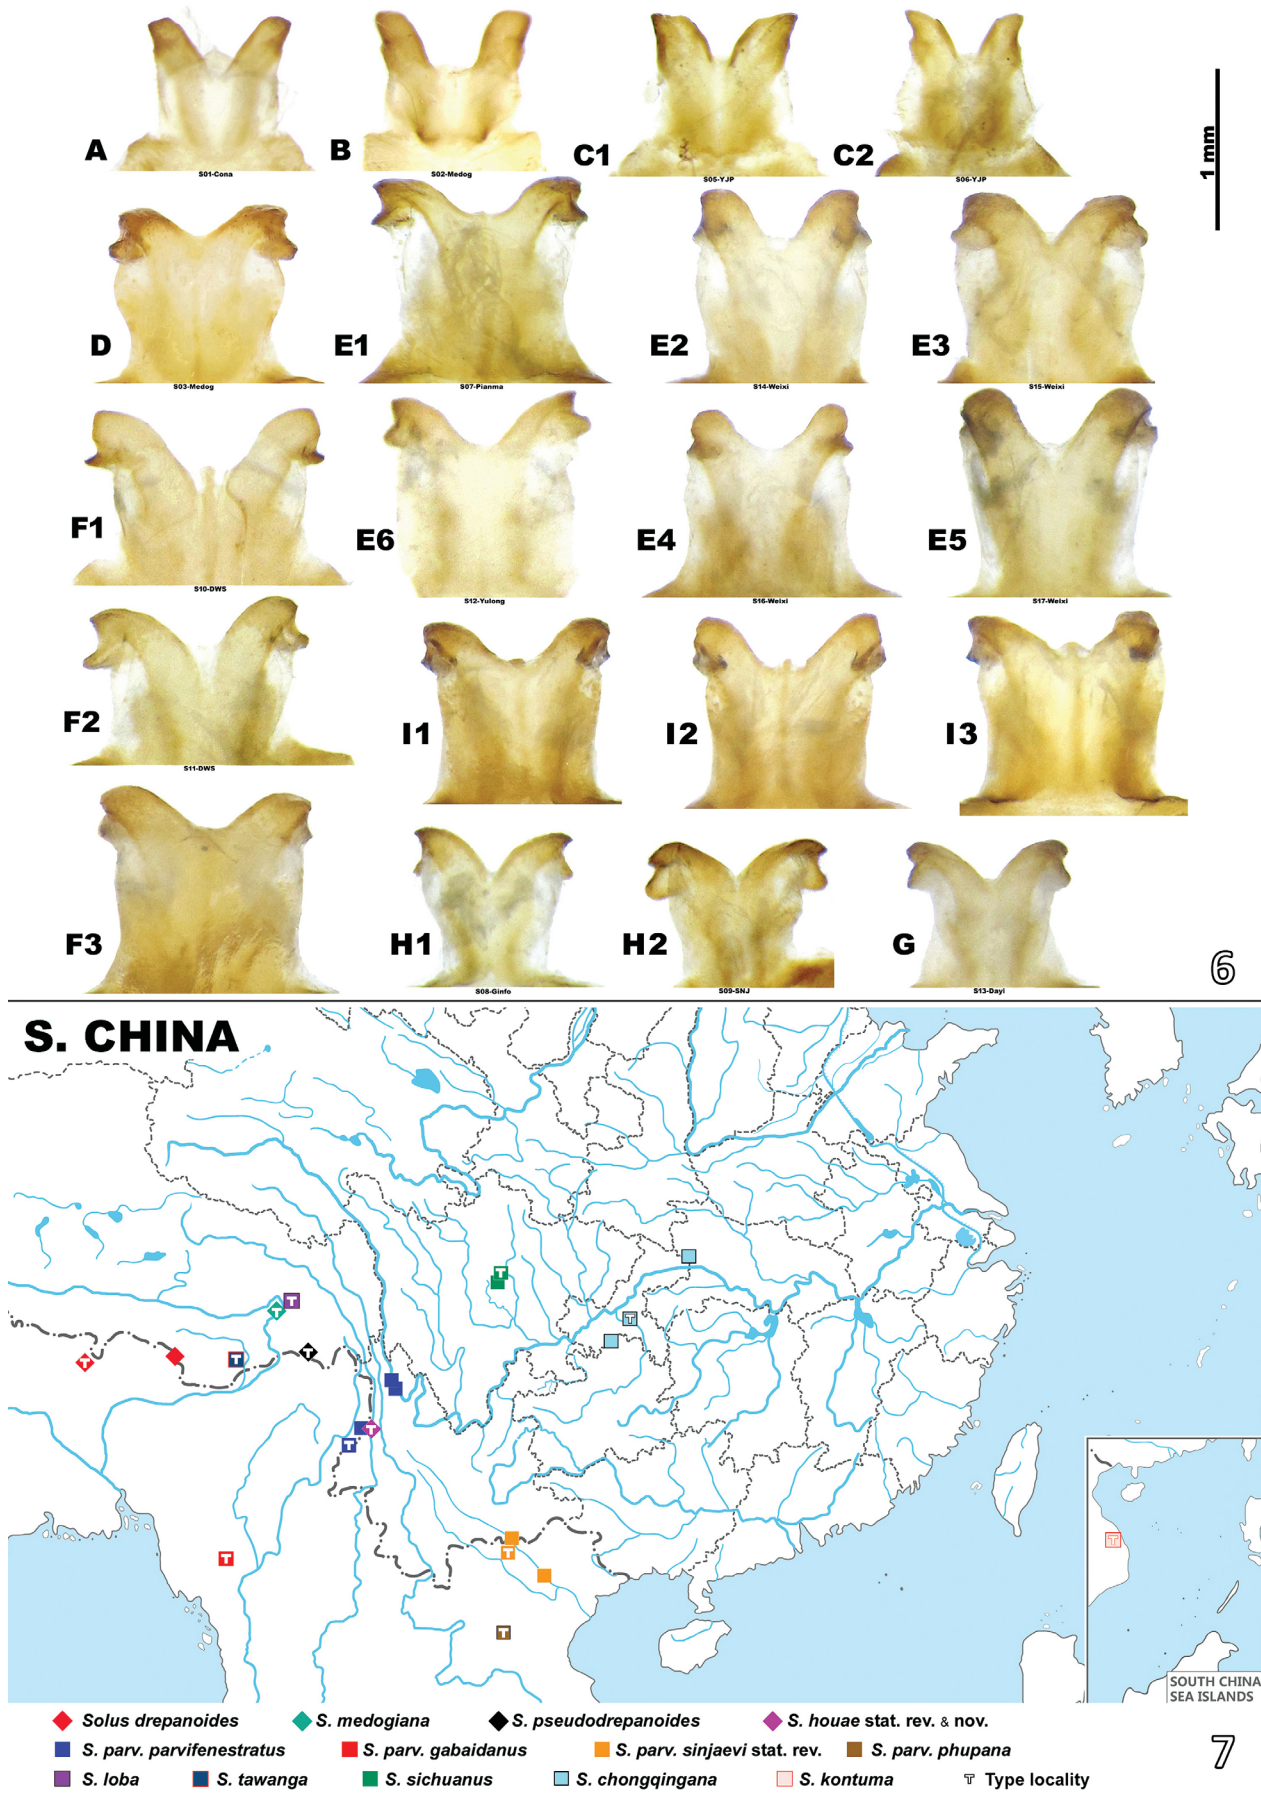 A
S01-Cona
B
S02-Medog
C1
S05-YJP
C2
S06-YJP
1 mm
D
S03-Medog
E1
S07-Pianma
E2
S14-Weixi
E3
S15-Weixi
F1
S10-DWS
E6
S12-Yulong
E4
S16-Weixi
E5
S17-Weixi
F2
S11-DWS
I1
I2
I3
F3
H1
S08-Ginfo
H2
S09-SNJ
G
S13-Dayi
6
S. CHINA
T
T
T
T
T
T
T
T
T
T
T
T
T
SOUTH CHINA
SEA ISLANDS
Solus drepanoides S. medogiana S. pseudodrepanoides S. houae stat. rev. & nov.
S. parv. parvifenestratus S. parv. gabaidanus S. parv. sinjaevi stat. rev. S. parv. phupana
S. loba S. tawanga S. sichuanus S. chongqingana S. kontuma T Type locality
7